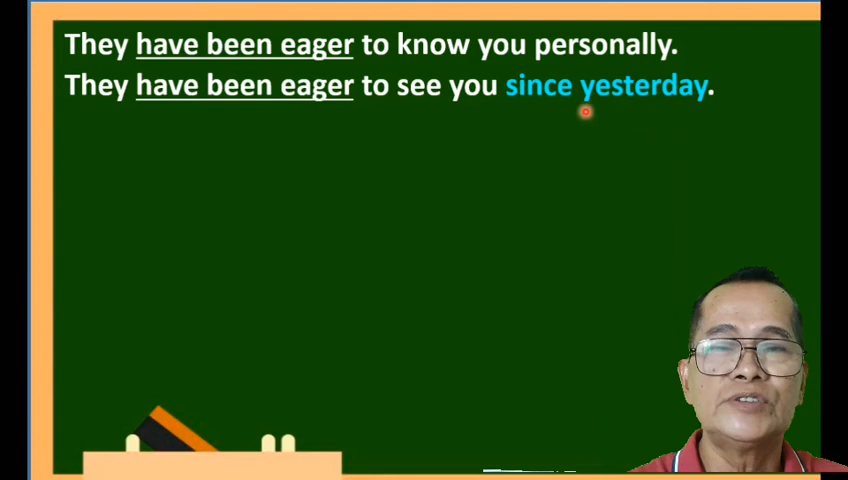 They have been eager to know you personally.
They have been eager to see you since yesterday.